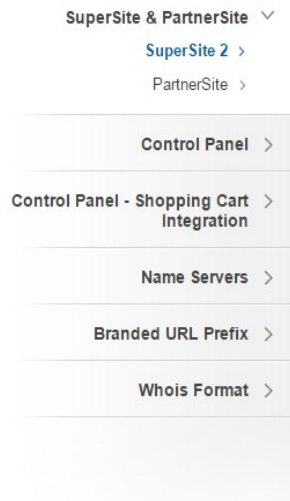 SuperSite & PartnerSite
SuperSite 2
PartnerSite
Control Panel
Control Panel - Shopping Cart
Integration
Name Servers
Branded URL Prefix
Whois Format